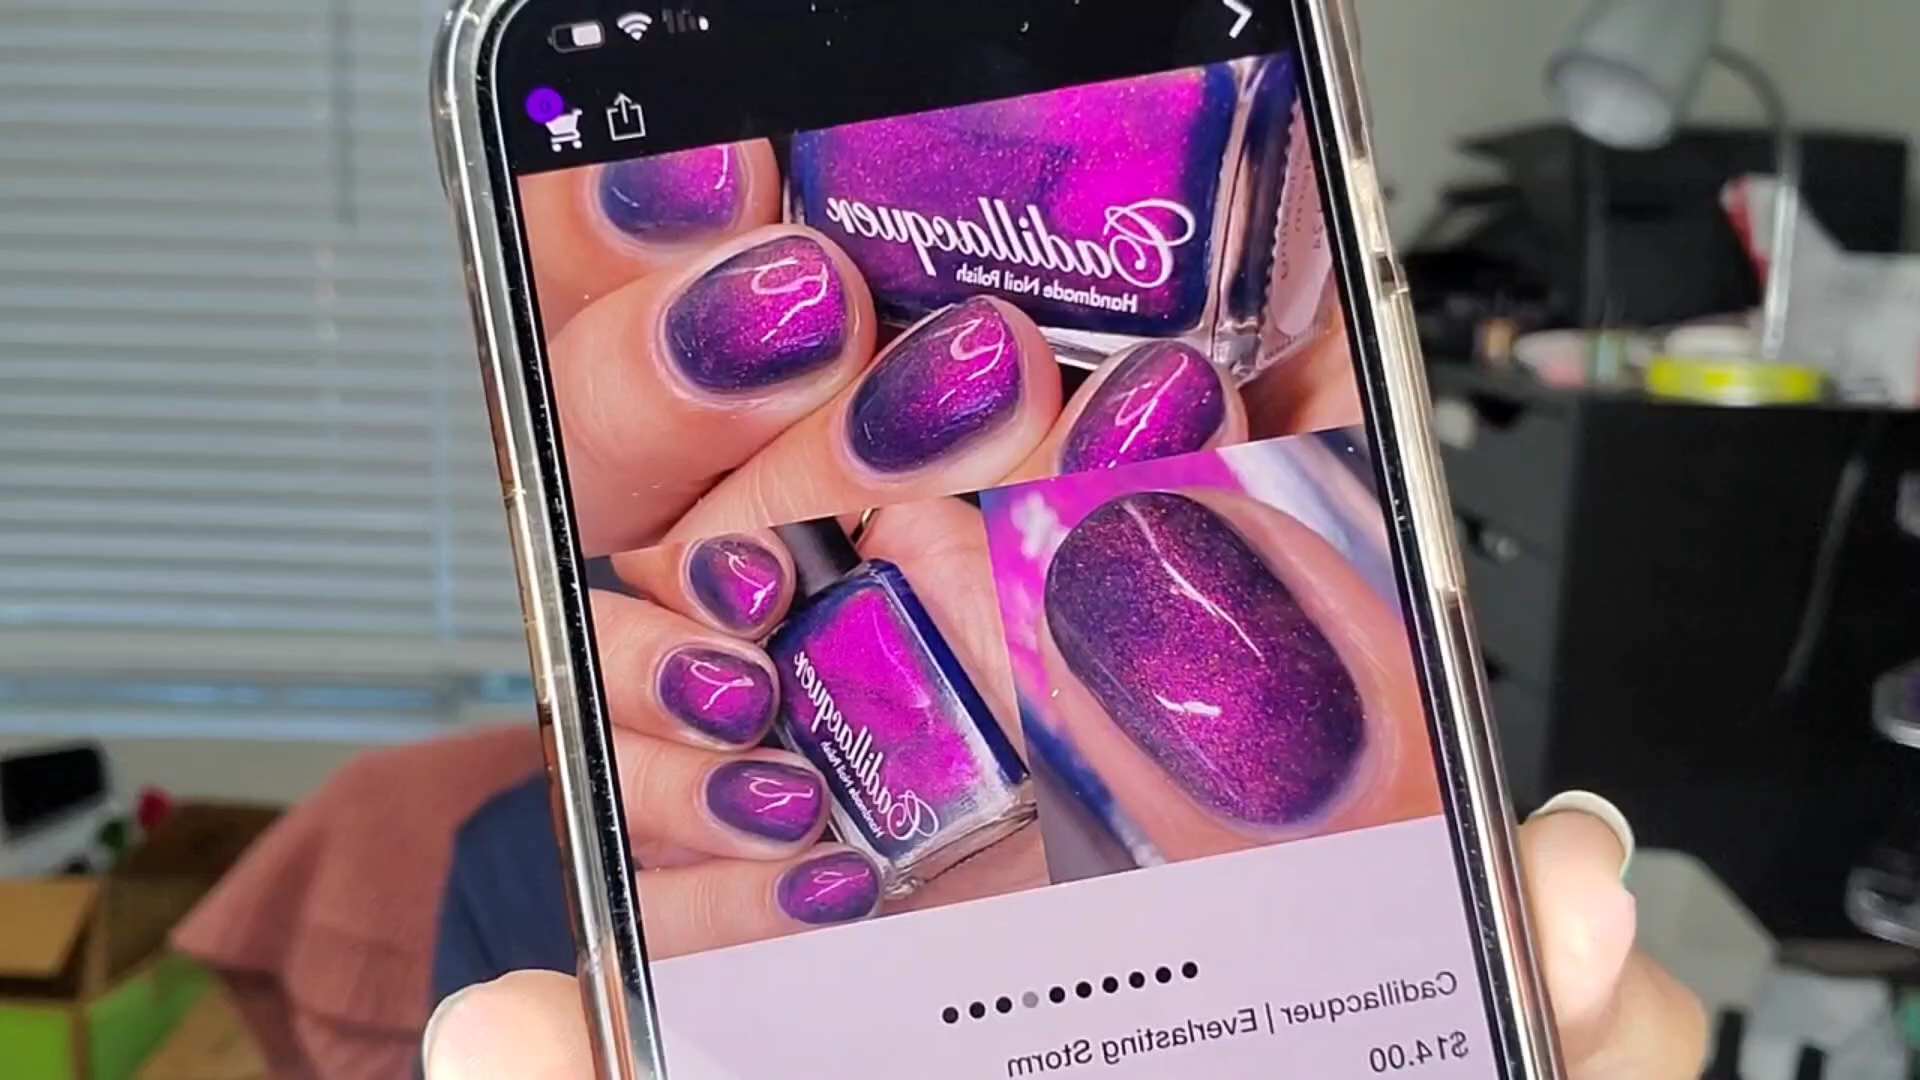 Cadillacquer
Handmade Nail Polish
Cadillacquer
Handmade Nail Polish
Cadillacquer | Everlasting Storm
$14.00